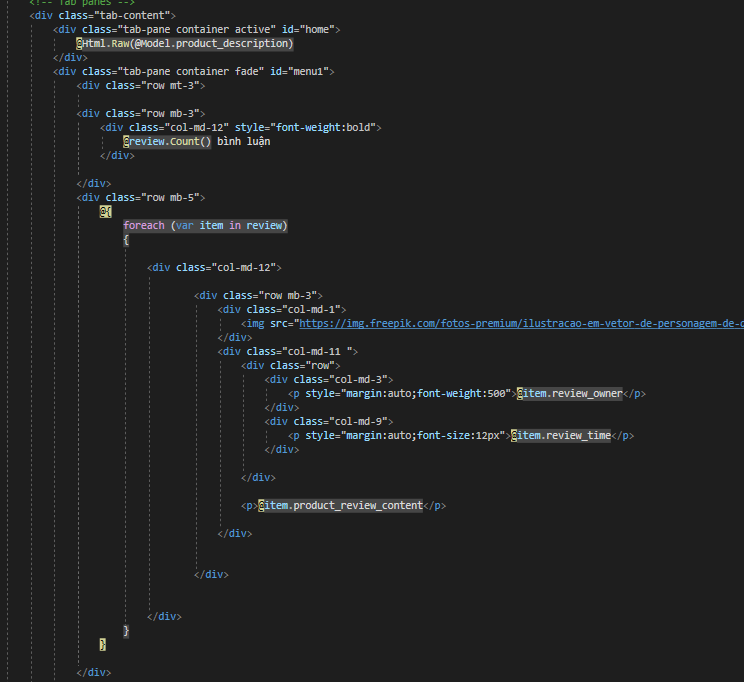 <!-- Tab panes -->
<div class="tab-content">
<div class="tab-pane container active" id="home">
@Html.Raw(@Model.product_description)
</div>
<div class="tab-pane container fade" id="menu1">
<div class="row mt-3">
<div class="row mb-3">
<div class="col-md-12" style="font-weight:bold">
@review.Count() bình luận
</div>
</div>
<div class="row mb-5">
@{
foreach (var item in review)
{
<div class="col-md-12">
<div class="row mb-3">
<div class="col-md-1">
<img src="https://img.freepik.com/fotos-premium/ilustracao-em-vetor-de-personagem-de-
</div>
<div class="col-md-11 ">
<div class="row">
<div class="col-md-3">
<p style="margin:auto;font-weight:500">@item.review_owner</p>
</div>
<div class="col-md-9">
<p style="margin:auto;font-size:12px">@item.review_time</p>
</div>
</div>
<p>@item.product_review_content</p>
</div>
</div>
</div>
}
}
</div>